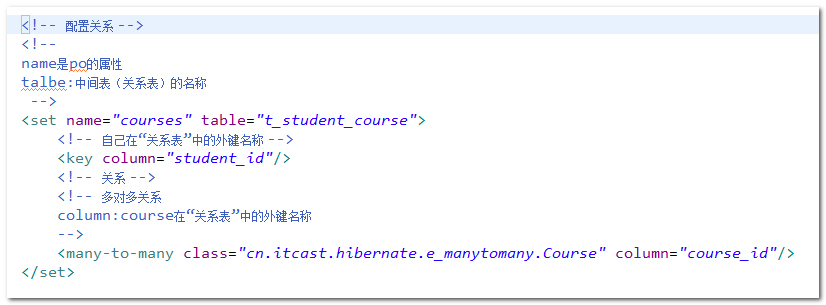 <!-- 配置关系 -->
<!--
name是po的属性
talbe:中间表（关系表）的名称
 -->
<set name="courses" table="t_student_course">
    <!-- 自己在“关系表”中的外键名称 -->
    <key column="student_id"/>
    <!-- 关系 -->
    <!-- 多对多关系
    column:course在“关系表”中的外键名称
    -->
    <many-to-many class="cn.itcast.hibernate.e_manytomany.Course" column="course_id"/>
</set>